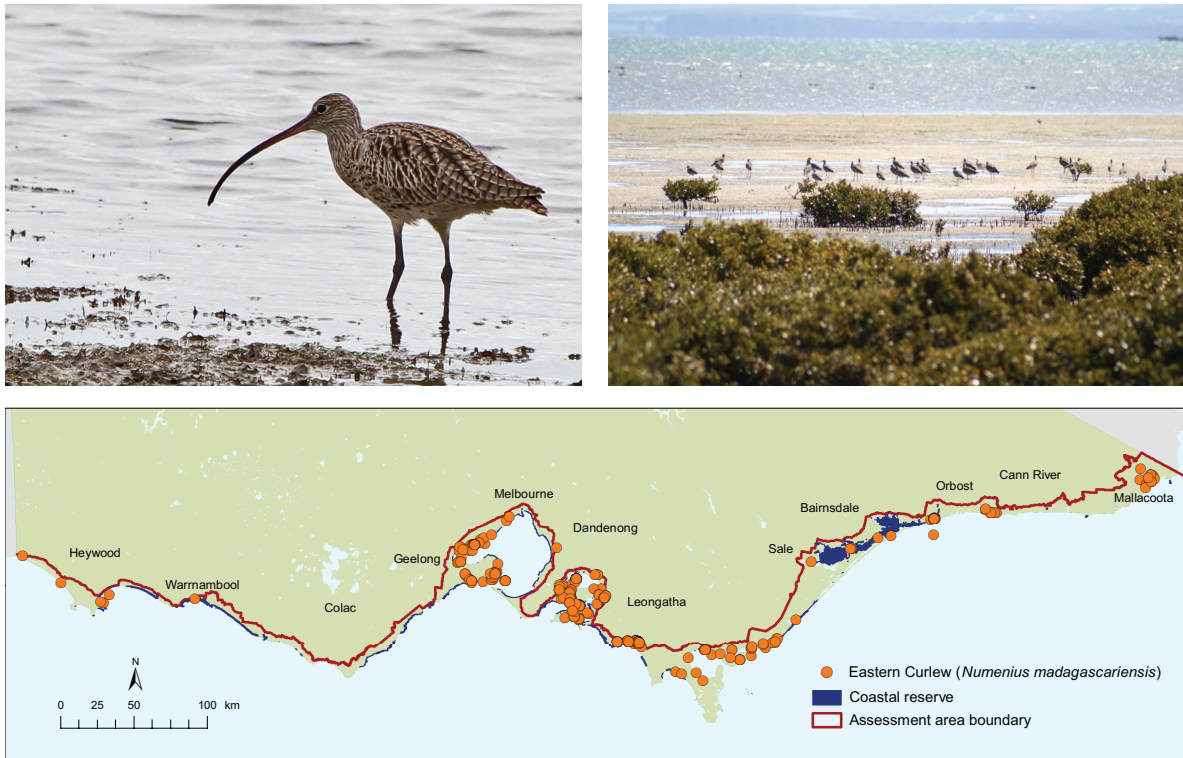 Melbourne
Dandenong
Geelong
Heywood
Warrnambool
Colac
Leongatha
Sale
Bairnsdale
Orbost
Cann River
Mallacoota
N
0 25 50 100 km
Eastern Curlew (Numenius madagascariensis)
Coastal reserve
Assessment area boundary